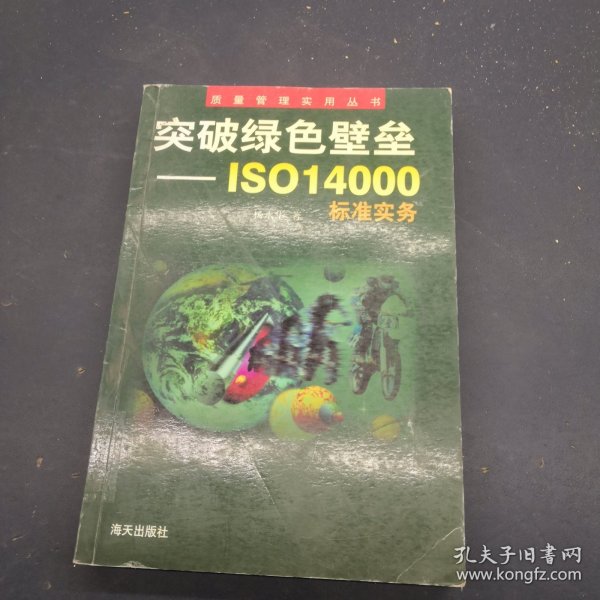 质量管理实用丛书
突破绿色壁垒
——ISO14000
标准实务
海天出版社
孔夫子旧书网
www.kongfz.com